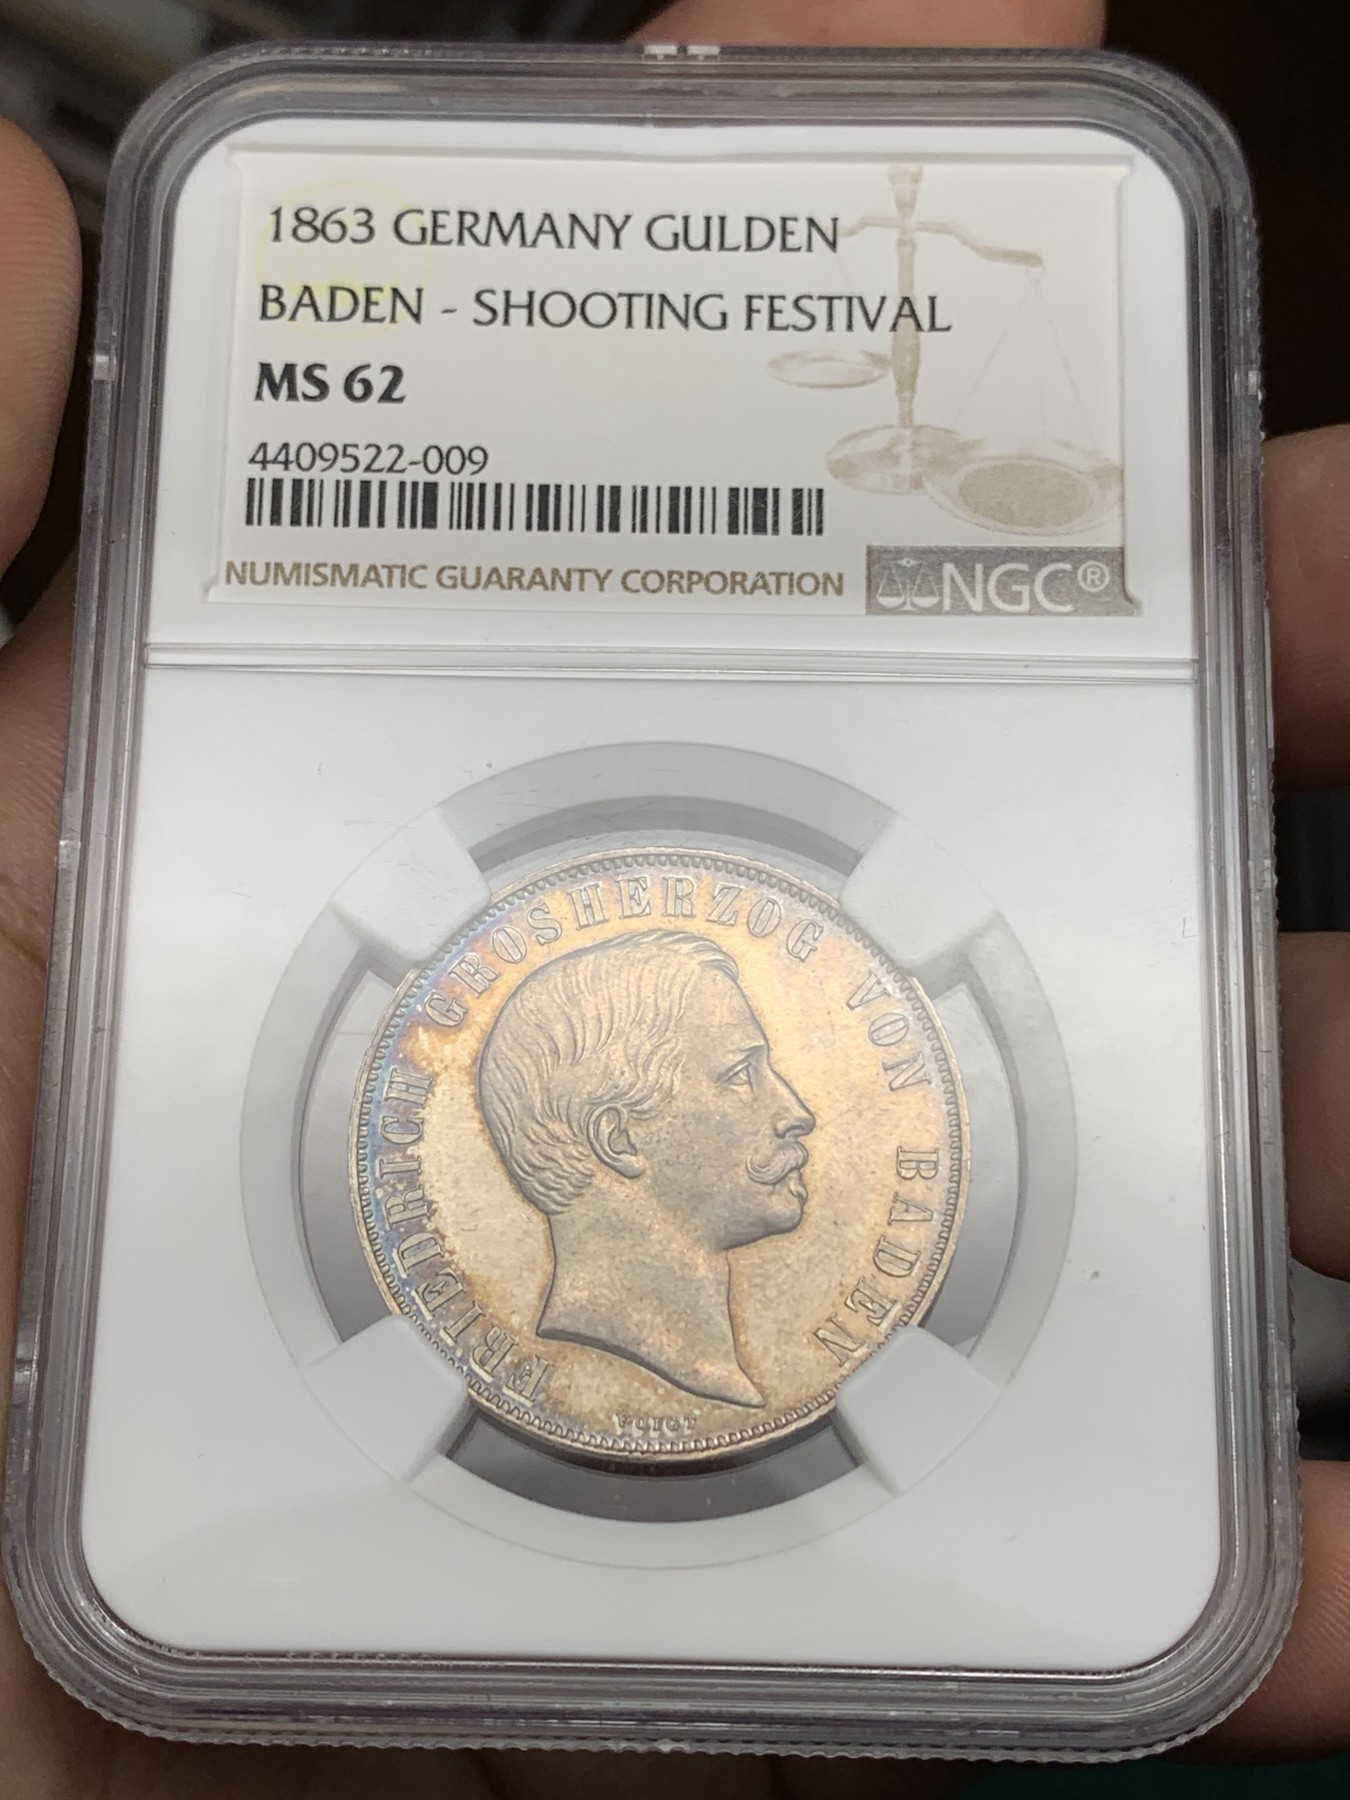 1863 GERMANY GULDEN
BADEN - SHOOTING FESTIVAL
MS 62
4409522-009
NUMISMATIC GUARANTY CORPORATION
NGC®
FRIEDRICH GROSHERZOG VON BADEN
VOIGT